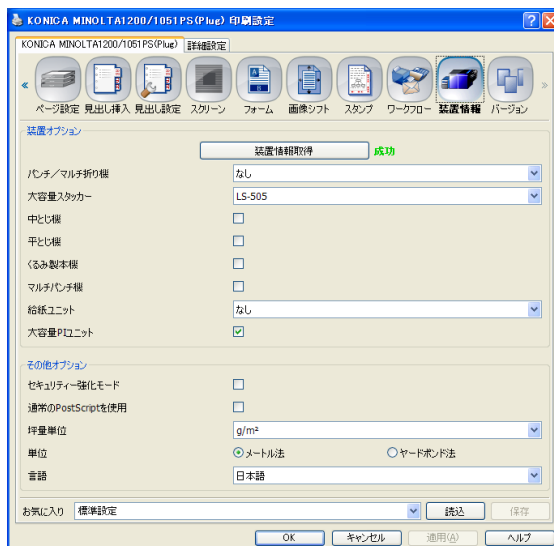 KONICA MINOLTA1200/1051PS(Plug) 印刷設定
KONICA MINOLTA1200/1051PS(Plug) 詳細設定
« ページ設定 見出し挿入 見出し設定 スクリーン フォーム 画像シフト スタンプ ワークフロー 装置情報 バージョン »
装置オプション
装置情報取得 成功
パンチ/マルチ折り機 なし
大容量スタッカー LS-505
中とじ機
平とじ機
くるみ製本機
マルチパンチ機
給紙ユニット なし
大容量PIユニット
その他オプション
セキュリティー強化モード
通常のPostScriptを使用
坪量単位 g/m²
単位 メートル法 ヤードポンド法
言語 日本語
お気に入り 標準設定 読込 保存
OK キャンセル 適用(A) ヘルプ